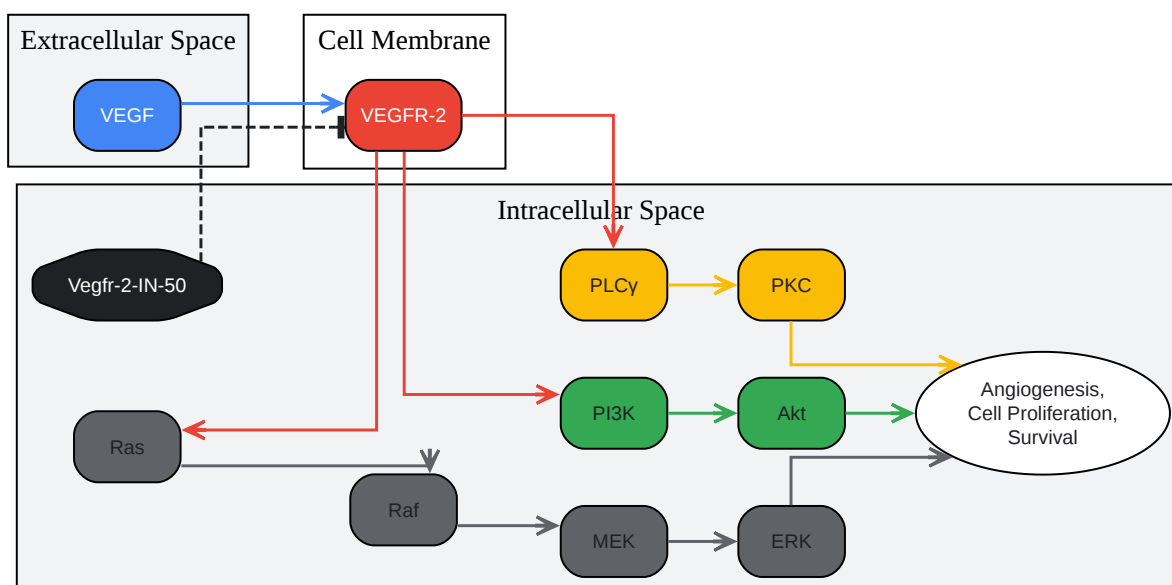 Extracellular Space
Cell Membrane
VEGF
VEGFR-2
Intracellular Space
Vegfr-2-IN-50
PLCγ
PKC
Angiogenesis,
Cell Proliferation,
Survival
PI3K
Akt
Ras
Raf
MEK
ERK